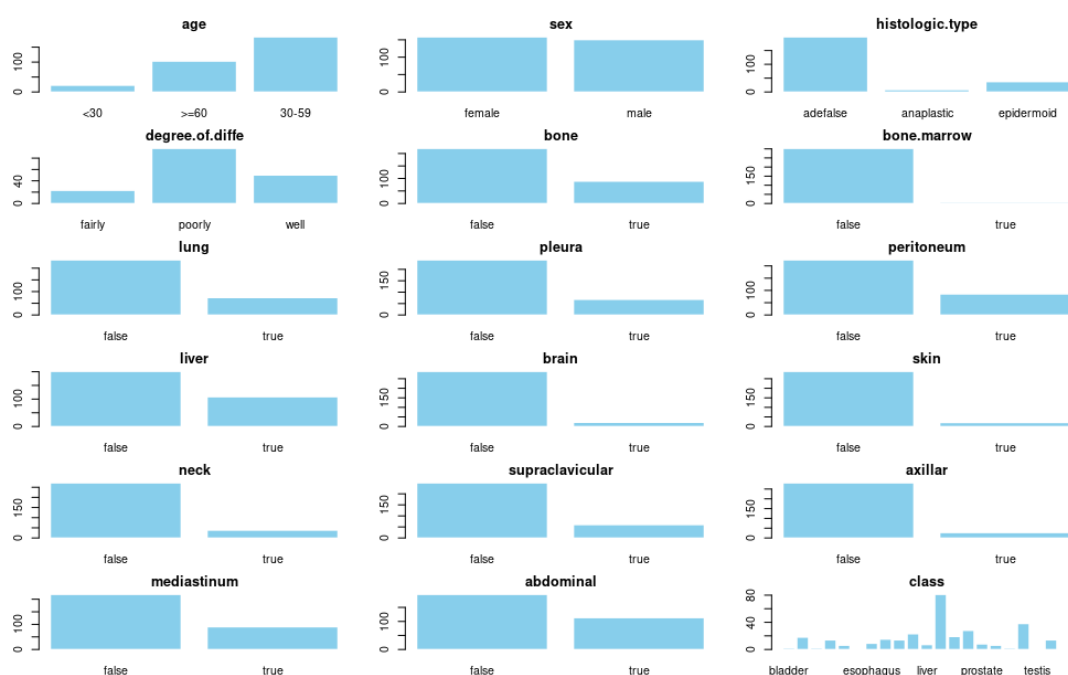 age
0 100
<30 >=60 30-59
sex
0 100
female male
histologic.type
0 100
adefalse anaplastic epidermoid
degree.of.diffe
0 40
fairly poorly well
bone
0 100
false true
bone.marrow
0 150
false true
lung
0 100
false true
pleura
0 150
false true
peritoneum
0 100
false true
liver
0 100
false true
brain
0 150
false true
skin
0 150
false true
neck
0 150
false true
supraclavicular
0 100
false true
axillar
0 150
false true
mediastinum
0 100
false true
abdominal
0 100
false true
class
0 40 80
bladder esophagus liver prostate testis